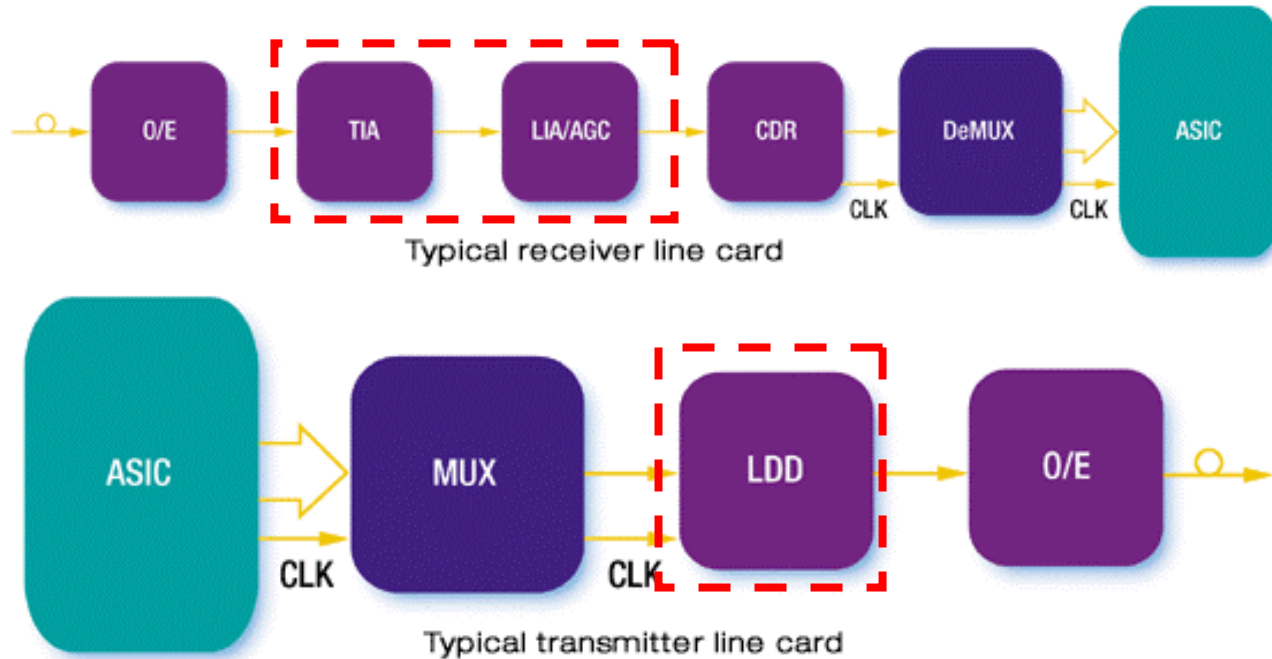 O/E
TIA
LIA/AGC
CDR
DeMUX
ASIC
CLK
CLK
Typical receiver line card
ASIC
MUX
LDD
O/E
CLK
CLK
Typical transmitter line card